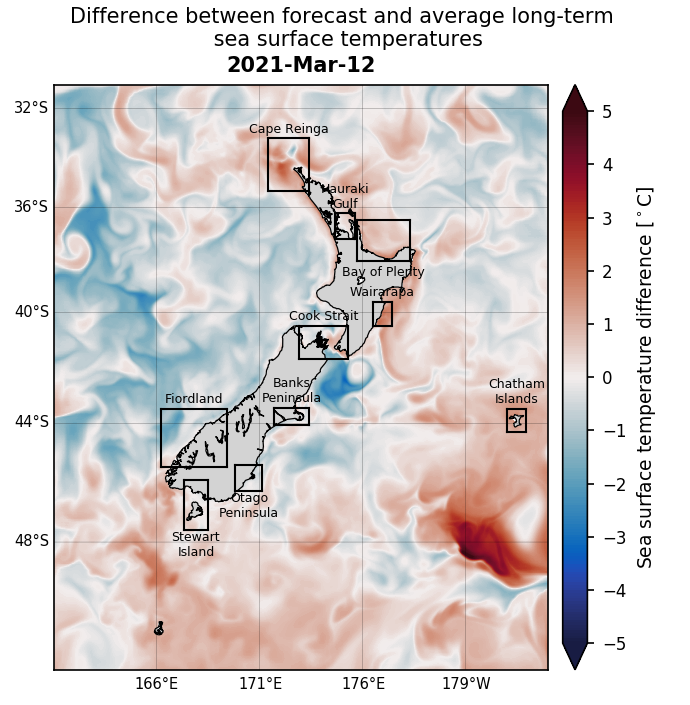 Difference between forecast and average long-term
sea surface temperatures
2021-Mar-12
32°S
36°S
40°S
44°S
48°S
Cape Reinga
Hauraki
Gulf
Bay of Plenty
Wairarapa
Cook Strait
Banks
Peninsula
Chatham
Islands
Fiordland
Otago
Peninsula
Stewart
Island
166°E
171°E
176°E
179°W
5
4
3
2
1
0
−1
−2
−3
−4
−5
Sea surface temperature difference [°C]